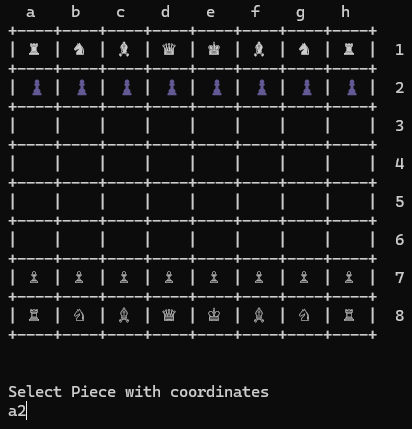 a b c d e f g h
♜ ♞ ♝ ♛ ♚ ♝ ♞ ♜ 1
♟ ♟ ♟ ♟ ♟ ♟ ♟ ♟ 2
3
4
5
6
♙ ♙ ♙ ♙ ♙ ♙ ♙ ♙ 7
♖ ♘ ♗ ♕ ♔ ♗ ♘ ♖ 8
Select Piece with coordinates
a2